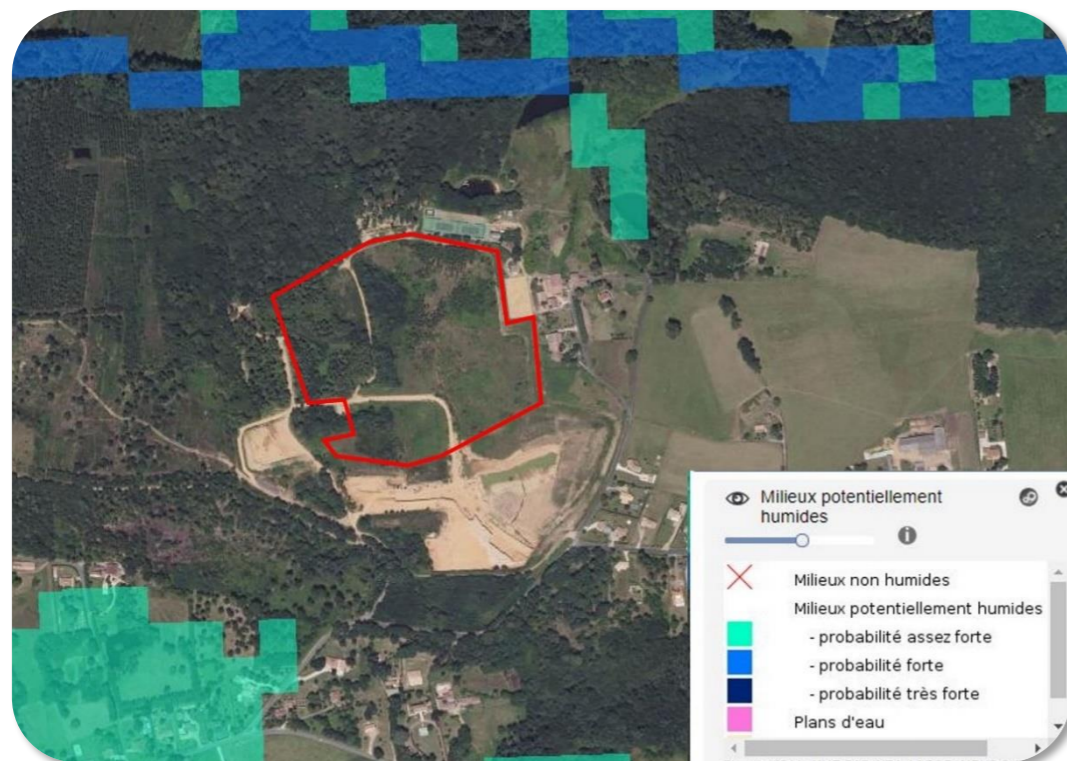 Milieux potentiellement
humides
Milieux non humides
Milieux potentiellement humides
- probabilité assez forte
- probabilité forte
- probabilité très forte
Plans d'eau